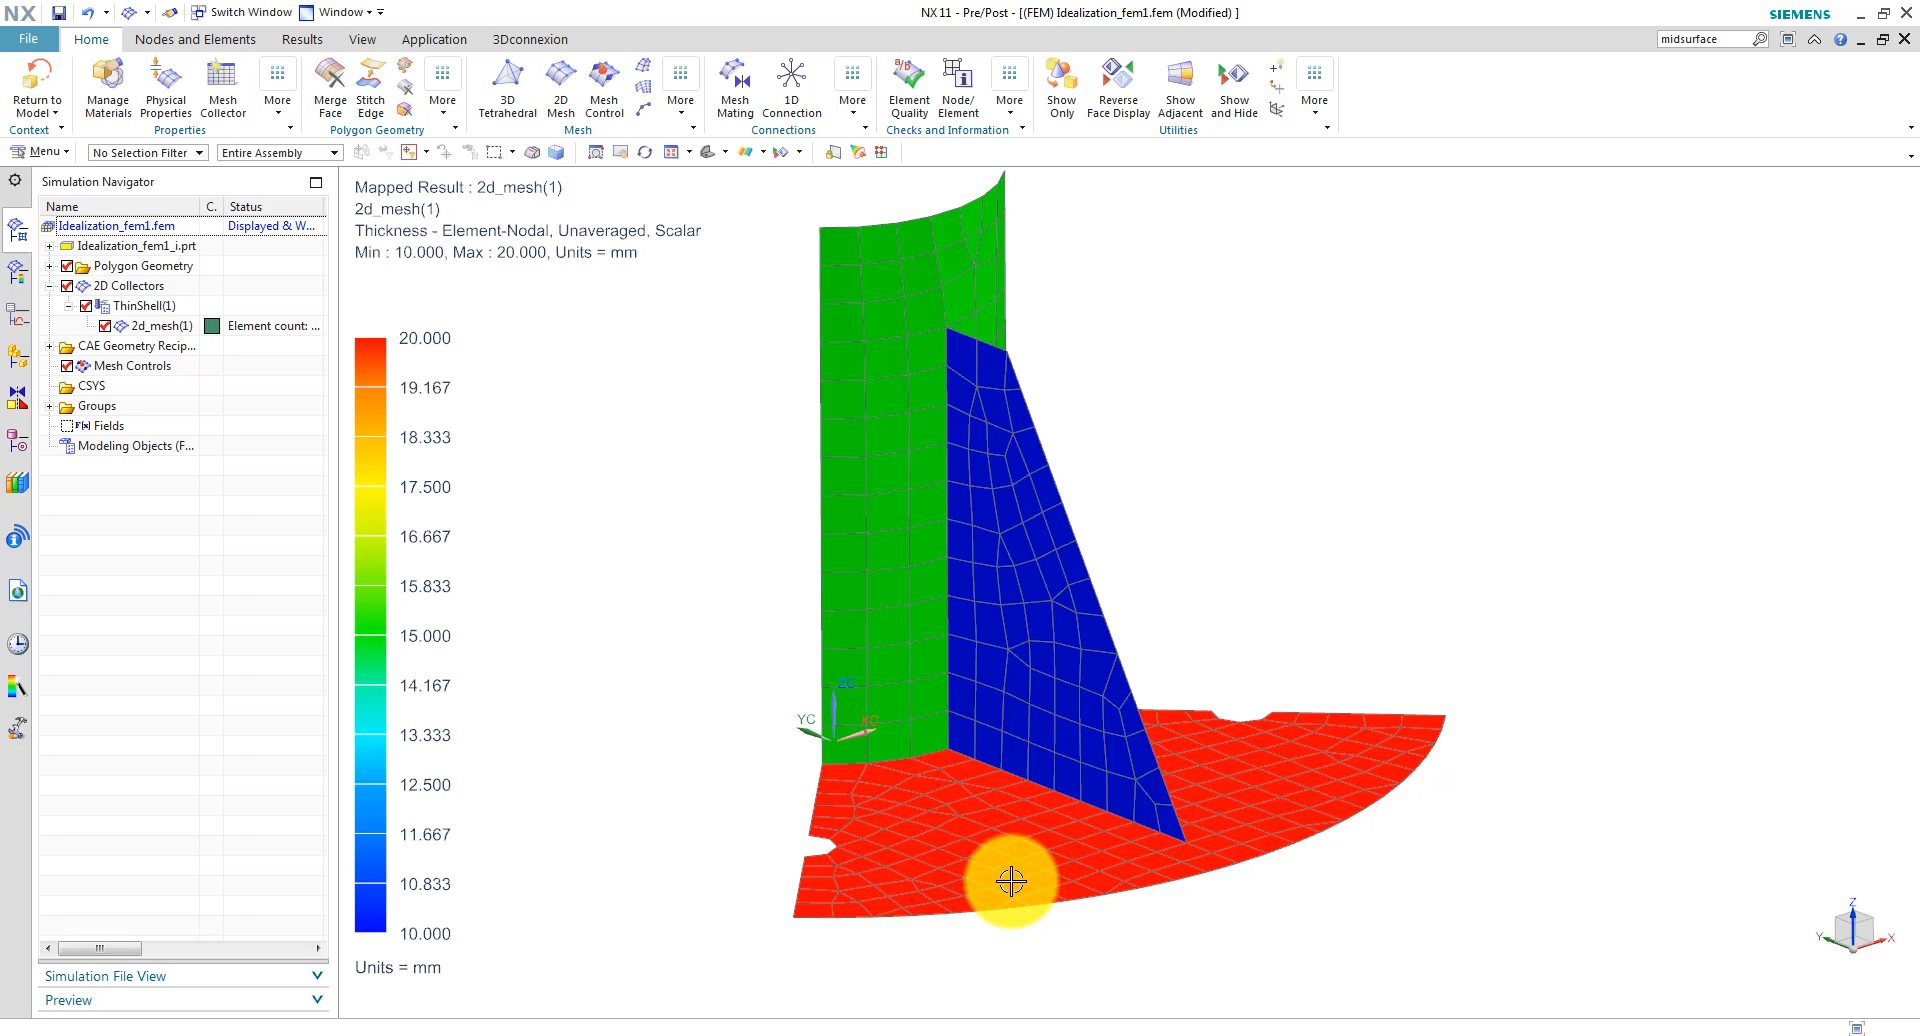 NX
Switch Window
Window
NX 11 - Pre/Post - [(FEM) Idealization_fem1.fem (Modified) ]
SIEMENS
File
Home
Nodes and Elements
Results
View
Application
3Dconnexion
midsurface
Return to
Model
Context
Manage
Materials
Physical
Properties
Mesh
Collector
More
Properties
Merge
Face
Stitch
Edge
More
Polygon Geometry
3D
Tetrahedral
2D
Mesh
Mesh
Control
More
Mesh
Mesh
Mating
1D
Connection
More
Connections
Element
Quality
Node/
Element
More
Checks and Information
Show
Only
Reverse
Face Display
Show
Adjacent
Show
and Hide
More
Utilities
Menu
No Selection Filter
Entire Assembly
Simulation Navigator
Name
C.
Status
Idealization_fem1.fem
Displayed & W...
Idealization_fem1_i.prt
Polygon Geometry
2D Collectors
ThinShell(1)
2d_mesh(1)
Element count: ...
CAE Geometry Recip...
Mesh Controls
CSYS
Groups
Fields
Modeling Objects (F...
Simulation File View
Preview
Mapped Result : 2d_mesh(1)
2d_mesh(1)
Thickness - Element-Nodal, Unaveraged, Scalar
Min : 10.000, Max : 20.000, Units = mm
20.000
19.167
18.333
17.500
16.667
15.833
15.000
14.167
13.333
12.500
11.667
10.833
10.000
Units = mm
ZC
YC
XC
Z
Y
X